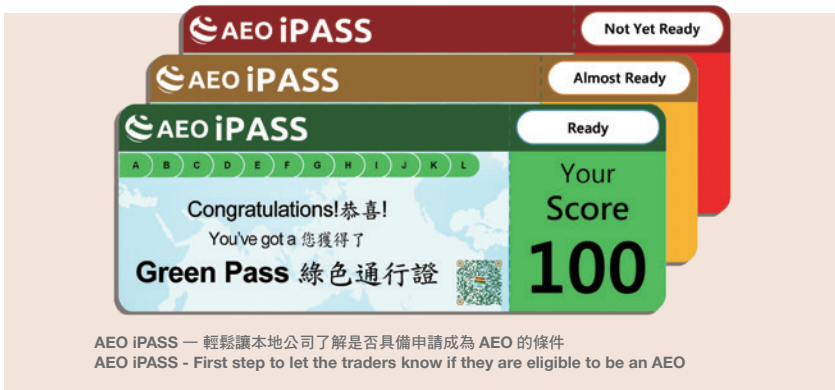 AEO iPASS
Not Yet Ready
AEO iPASS
Almost Ready
AEO iPASS
Ready
A B C D E F G H I J K L
Congratulations!恭喜!
You've got a 您獲得了
Green Pass 綠色通行證
Your
Score
100
AEO iPASS — 輕鬆讓本地公司了解是否具備申請成為 AEO 的條件
AEO iPASS - First step to let the traders know if they are eligible to be an AEO